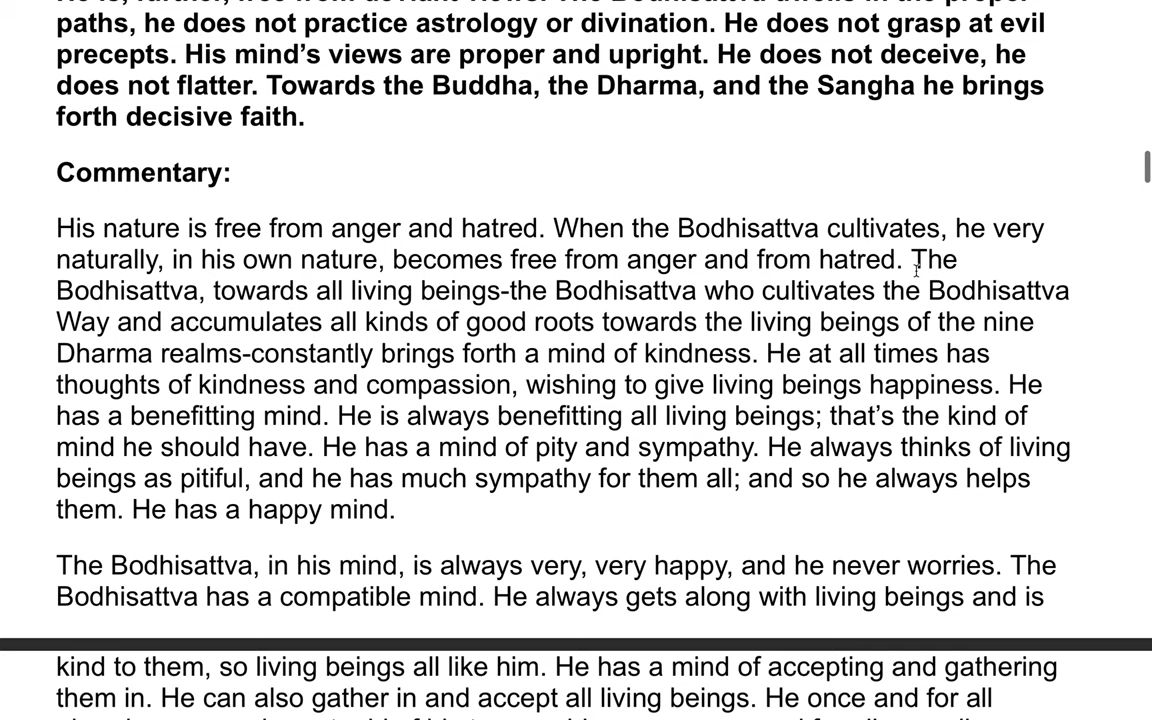 paths, he does not practice astrology or divination. He does not grasp at evil
precepts. His mind’s views are proper and upright. He does not deceive, he
does not flatter. Towards the Buddha, the Dharma, and the Sangha he brings
forth decisive faith.
Commentary:
His nature is free from anger and hatred. When the Bodhisattva cultivates, he very
naturally, in his own nature, becomes free from anger and from hatred. The
Bodhisattva, towards all living beings-the Bodhisattva who cultivates the Bodhisattva
Way and accumulates all kinds of good roots towards the living beings of the nine
Dharma realms-constantly brings forth a mind of kindness. He at all times has
thoughts of kindness and compassion, wishing to give living beings happiness. He
has a benefitting mind. He is always benefitting all living beings; that’s the kind of
mind he should have. He has a mind of pity and sympathy. He always thinks of living
beings as pitiful, and he has much sympathy for them all; and so he always helps
them. He has a happy mind.
The Bodhisattva, in his mind, is always very, very happy, and he never worries. The
Bodhisattva has a compatible mind. He always gets along with living beings and is
kind to them, so living beings all like him. He has a mind of accepting and gathering
them in. He can also gather in and accept all living beings. He once and for all